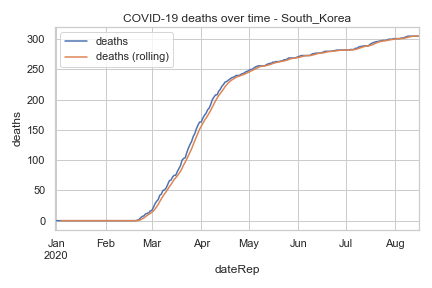 COVID-19 deaths over time - South_Korea
deaths
deaths (rolling)
300
250
200
150
100
50
0
deaths
Jan
2020
Feb
Mar
Apr
May
Jun
Jul
Aug
dateRep